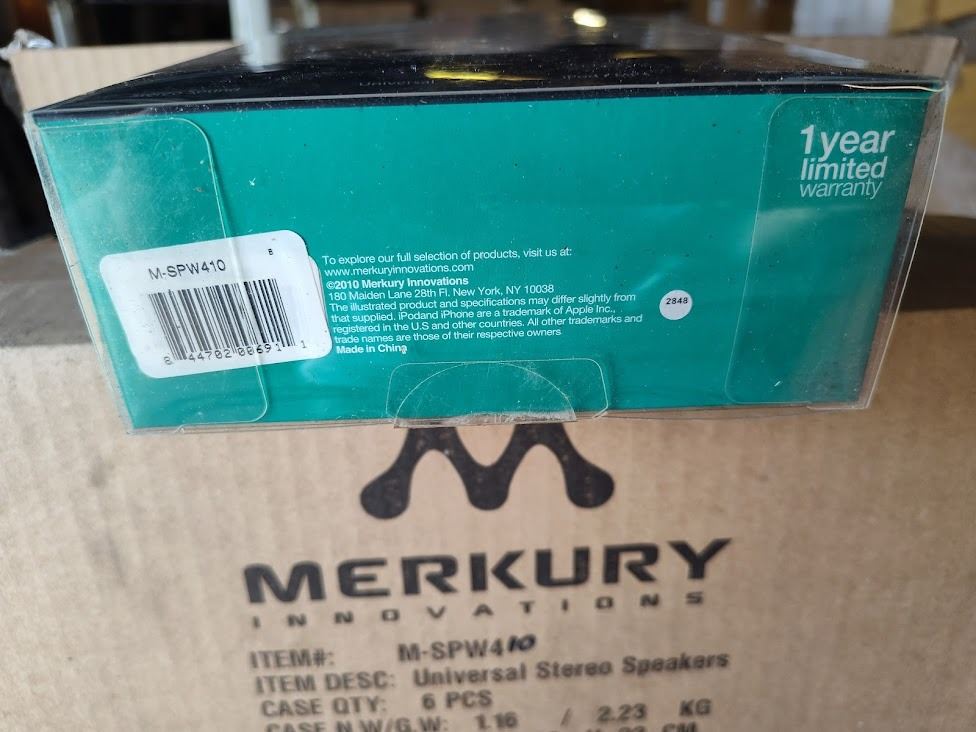 1 year
limited
warranty
M-SPW410
B
8 44702 00691 1
To explore our full selection of products, visit us at:
www.merkuryinnovations.com
©2010 Merkury Innovations
180 Maiden Lane 28th Fl. New York, NY 10038
The illustrated product and specifications may differ slightly from
that supplied. iPodand iPhone are a trademark of Apple Inc.,
registered in the U.S and other countries. All other trademarks and
trade names are those of their respective owners
Made in China
2848
MERKURY
INNOVATIONS
ITEM#: M-SPW410
ITEM DESC: Universal Stereo Speakers
CASE QTY: 6 PCS
CASE N.W/G.W: 1.16 / 2.23 KG
CM